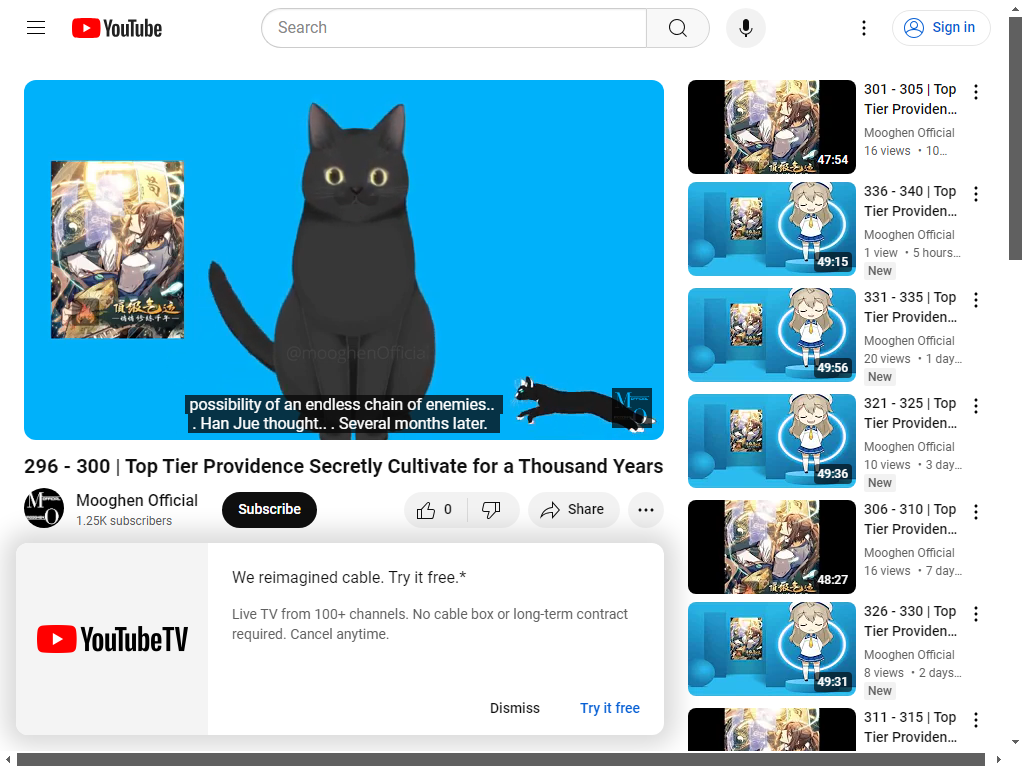 YouTube
Search
Sign in
@mooghenOfficial
possibility of an endless chain of enemies..
. Han Jue thought.. . Several months later.
296 - 300 | Top Tier Providence Secretly Cultivate for a Thousand Years
Mooghen Official
1.25K subscribers
Subscribe
0
Share
We reimagined cable. Try it free.*
Live TV from 100+ channels. No cable box or long-term contract
required. Cancel anytime.
YouTubeTV
Dismiss
Try it free
47:54
301 - 305 | Top
Tier Providen...
Mooghen Official
16 views • 10...
49:15
336 - 340 | Top
Tier Providen...
Mooghen Official
1 view • 5 hours...
New
49:56
331 - 335 | Top
Tier Providen...
Mooghen Official
20 views • 1 day...
New
49:36
321 - 325 | Top
Tier Providen...
Mooghen Official
10 views • 3 day...
New
48:27
306 - 310 | Top
Tier Providen...
Mooghen Official
16 views • 7 day...
49:31
326 - 330 | Top
Tier Providen...
Mooghen Official
8 views • 2 days...
New
311 - 315 | Top
Tier Providen...